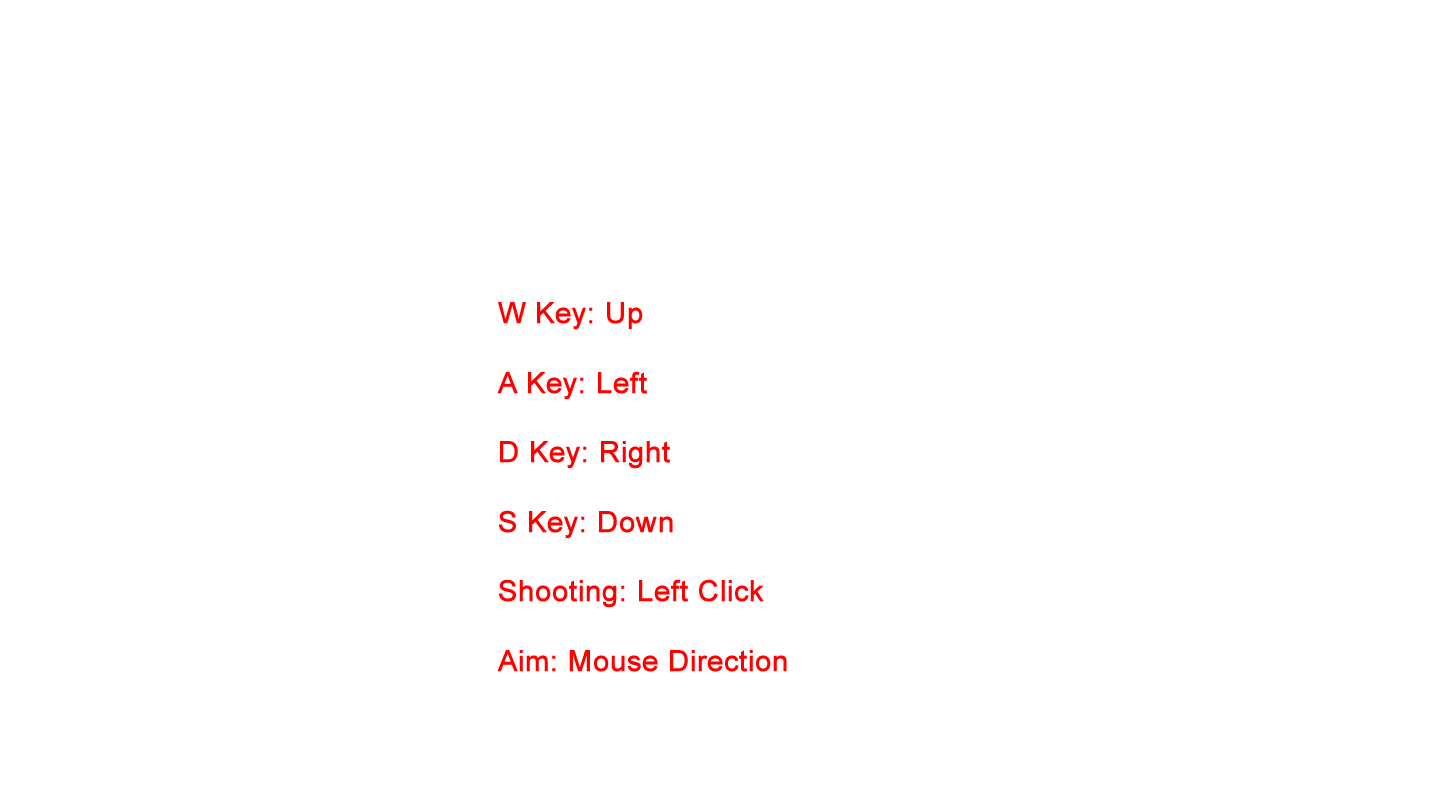 W Key: Up
A Key: Left
D Key: Right
S Key: Down
Shooting: Left Click
Aim: Mouse Direction